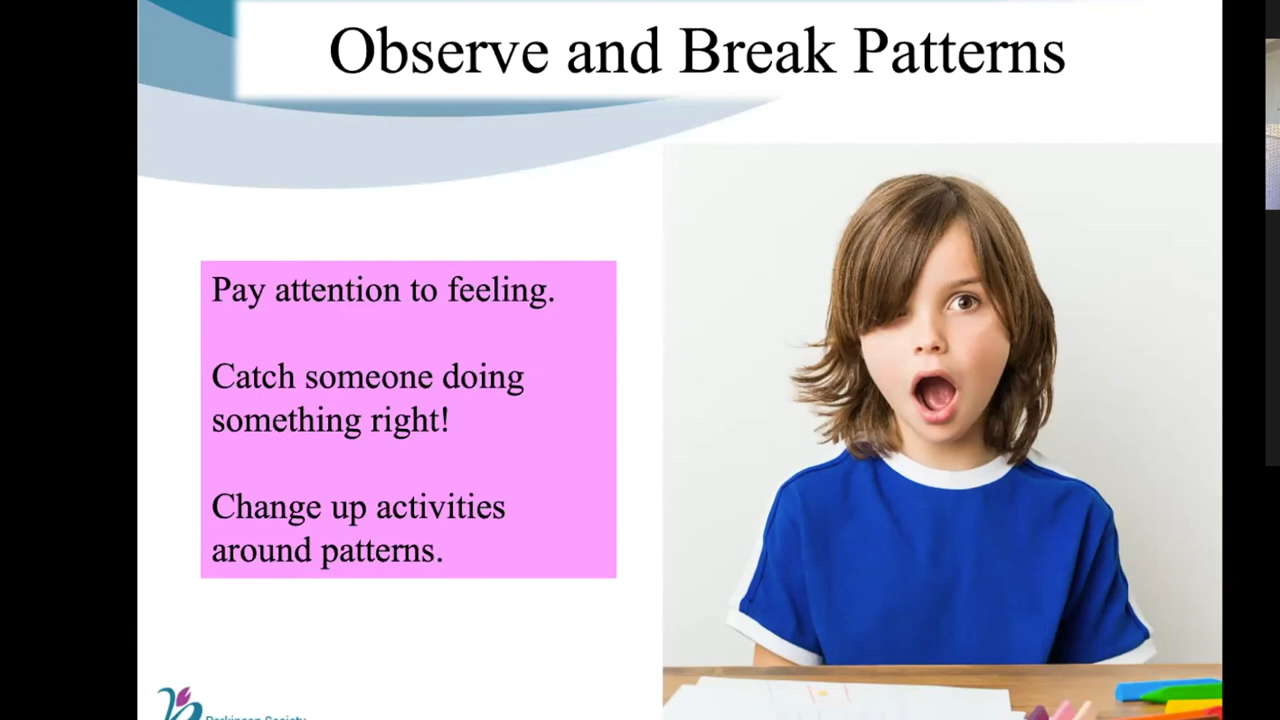 Observe and Break Patterns
Pay attention to feeling.
Catch someone doing
something right!
Change up activities
around patterns.
Parkinson Society